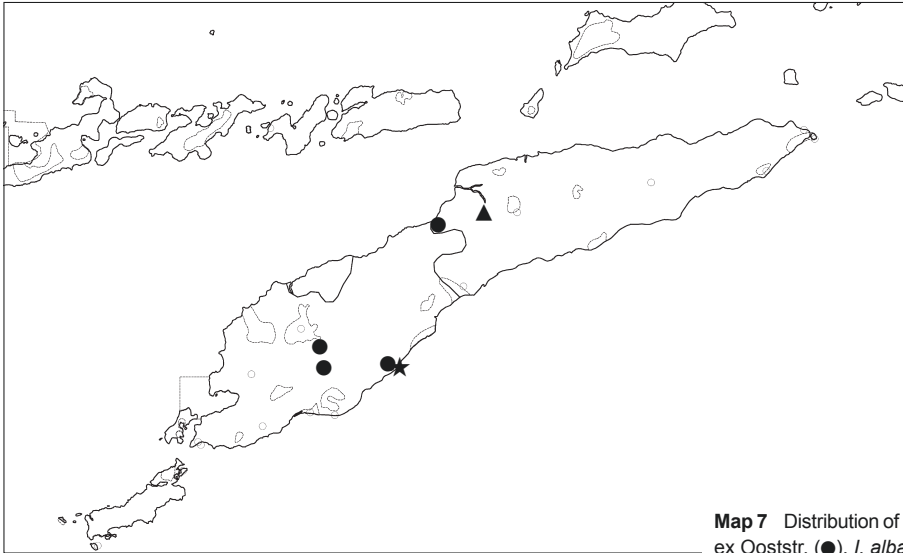 Map 7 Distribution of
ex Ooststr. (●), I. alba